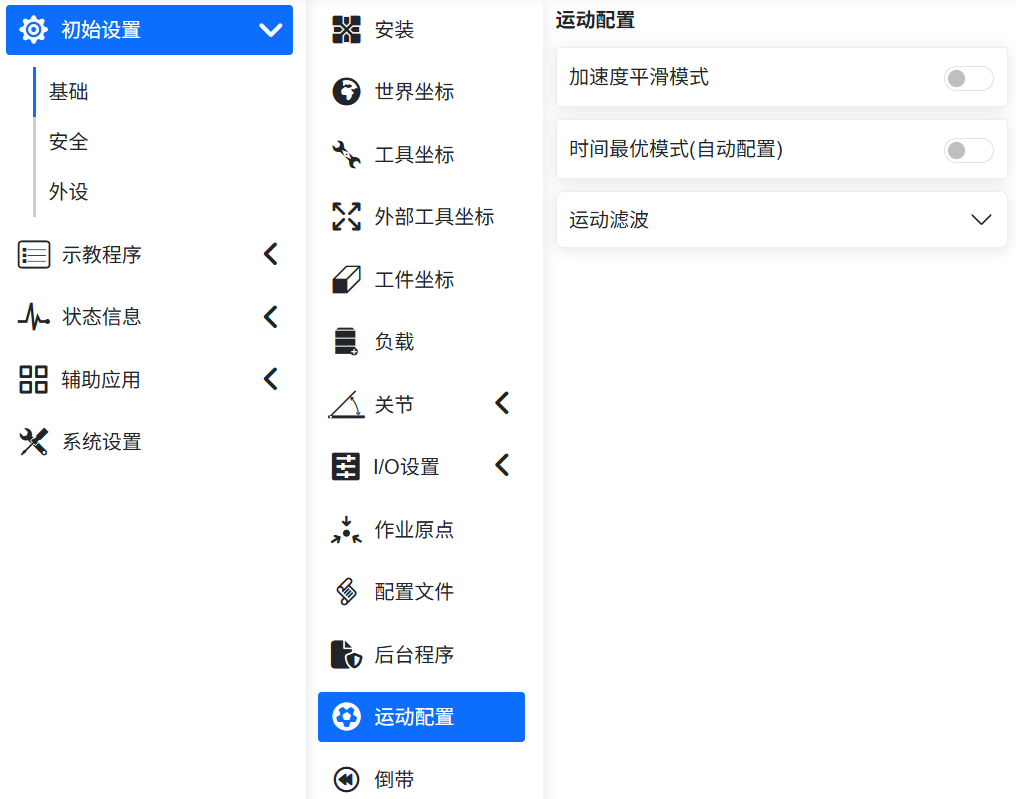 初始设置
基础
安全
外设
示教程序
状态信息
辅助应用
系统设置
安装
世界坐标
工具坐标
外部工具坐标
工件坐标
负载
关节
I/O设置
作业原点
配置文件
后台程序
运动配置
倒带
运动配置
加速度平滑模式
时间最优模式(自动配置)
运动滤波